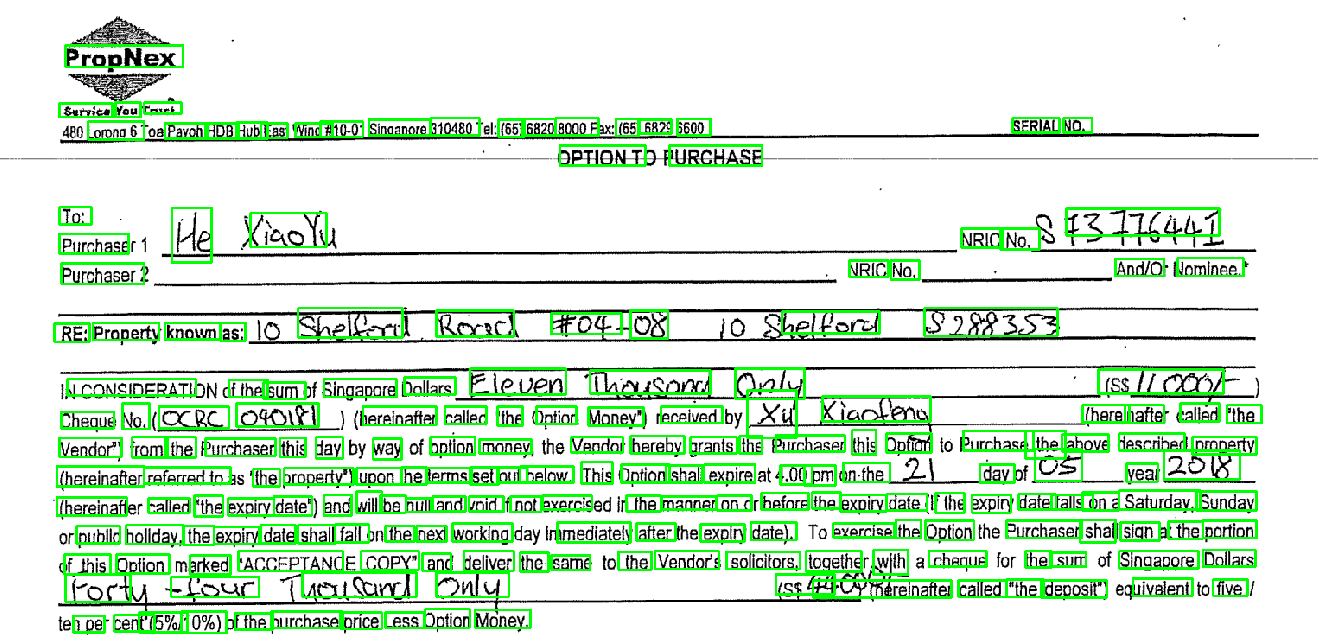 PropNex
Service You Trust
480 Lorong 6 Toa Payoh HDB Hub East Wing #10-01 Singapore 310480 Tel: (65) 6820 8000 Fax: (65) 6829 6600
SERIAL NO.
OPTION TO PURCHASE
To:
Purchaser 1 He XiaoYu NRIC No. S7377644I
Purchaser 2 NRIC No. And/Or Nominee.*
RE: Property known as: 10 Shelford Road #04-08 10 Shelford S288353
IN CONSIDERATION of the sum of Singapore Dollars Eleven Thousand Only (S$ 11,000/- )
Cheque No. (OCBC 040181 ) (hereinafter called the "Option Money") received by Xu Xiaofeng (hereinafter called "the
Vendor") from the Purchaser this day by way of option money, the Vendor hereby grants the Purchaser this Option to Purchase the above described property
(hereinafter referred to as "the property") upon the terms set out below. This Option shall expire at 4.00 pm on the 21 day of 05 year 2018
(hereinafter called "the expiry date") and will be null and void if not exercised in the manner on or before the expiry date (If the expiry date falls on a Saturday, Sunday
or public holiday, the expiry date shall fall on the next working day immediately after the expiry date). To exercise the Option the Purchaser shall sign at the portion
of this Option marked "ACCEPTANCE COPY" and deliver the same to the Vendor's solicitors, together with a cheque for the sum of Singapore Dollars
Forty-four Thousand Only (S$ 44,000/- (hereinafter called "the deposit") equivalent to five /
ten per cent*(5%/10%) of the purchase price Less Option Money.